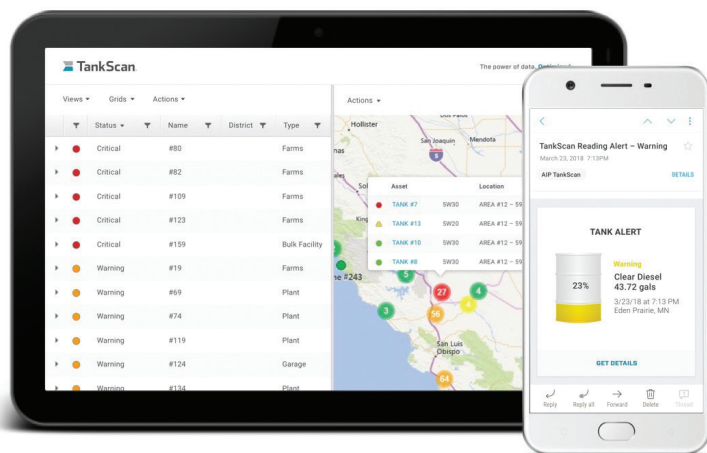 TankScan
The power of data.
Views Grids Actions
Status Name District Type
Critical #80 Farms
Critical #82 Farms
Critical #109 Farms
Critical #123 Farms
Critical #159 Bulk Facility
Warning #19 Farms
Warning #69 Plant
Warning #74 Plant
Warning #119 Plant
Warning #124 Garage
Warning #134 Plant
Actions
Hollister
San Joaquin
Mendota
5
Asset Location
TANK #7 5W30 AREA #12 – 59
TANK #13 5W20 AREA #12 – 59
TANK #10 5W30 AREA #12 – 59
TANK #8 5W30 AREA #12 – 59
#243
5
27
4
4
3
56
San Luis
Obispo
64
TankScan Reading Alert – Warning
March 23, 2018 7:13PM
AIP TankScan DETAILS
TANK ALERT
23%
Warning
Clear Diesel
43.72 gals
3/23/18 at 7:13 PM
Eden Prairie, MN
GET DETAILS
Reply Reply all Forward Delete Thread